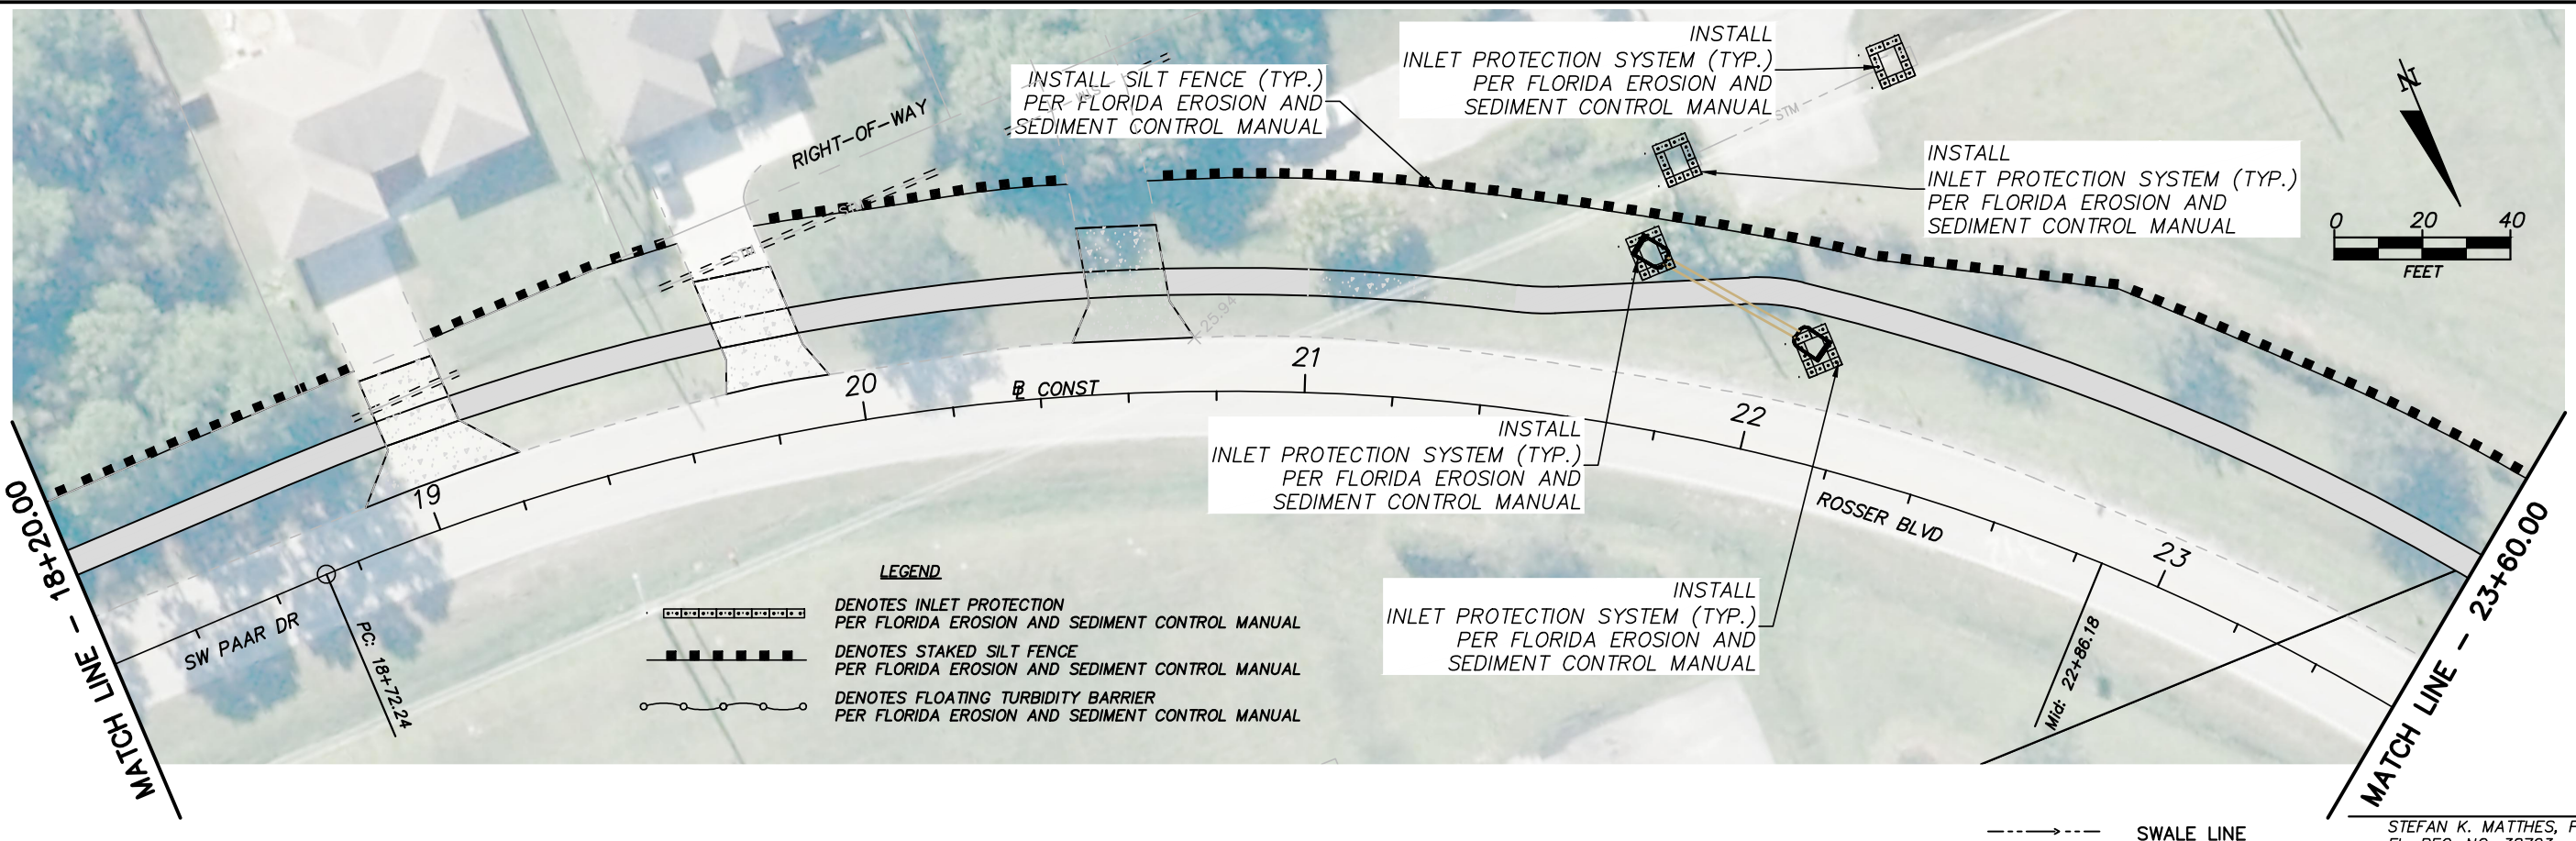 INSTALL
INLET PROTECTION SYSTEM (TYP.)
PER FLORIDA EROSION AND
SEDIMENT CONTROL MANUAL
INSTALL SILT FENCE (TYP.)
PER FLORIDA EROSION AND
SEDIMENT CONTROL MANUAL
N
STM
RIGHT-OF-WAY
INSTALL
INLET PROTECTION SYSTEM (TYP.)
PER FLORIDA EROSION AND
SEDIMENT CONTROL MANUAL
0 20 40
FEET
STM
STM
25.94
21
20
B CONST
22
19
INSTALL
INLET PROTECTION SYSTEM (TYP.)
PER FLORIDA EROSION AND
SEDIMENT CONTROL MANUAL
ROSSER BLVD
23
MATCH LINE - 18+20.00
MATCH LINE - 23+60.00
SW PAAR DR
PC: 18+72.24
Mid: 22+86.18
LEGEND
DENOTES INLET PROTECTION
PER FLORIDA EROSION AND SEDIMENT CONTROL MANUAL
DENOTES STAKED SILT FENCE
PER FLORIDA EROSION AND SEDIMENT CONTROL MANUAL
DENOTES FLOATING TURBIDITY BARRIER
PER FLORIDA EROSION AND SEDIMENT CONTROL MANUAL
INSTALL
INLET PROTECTION SYSTEM (TYP.)
PER FLORIDA EROSION AND
SEDIMENT CONTROL MANUAL
SWALE LINE
STEFAN K. MATTHES,